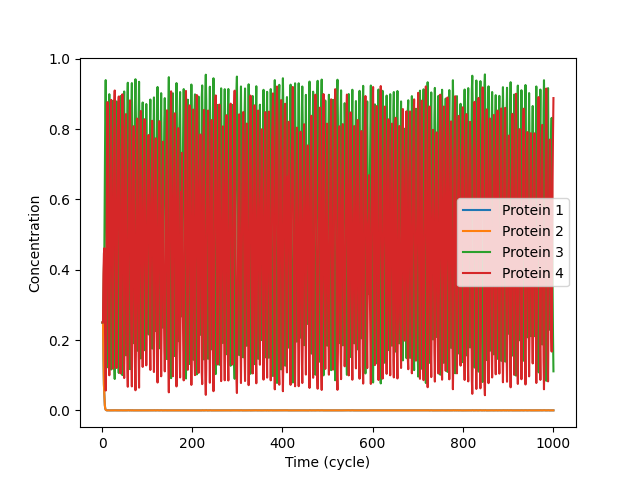 1.0
0.8
0.6
0.4
0.2
0.0
Concentration
0
200
400
600
800
1000
Time (cycle)
Protein 1
Protein 2
Protein 3
Protein 4